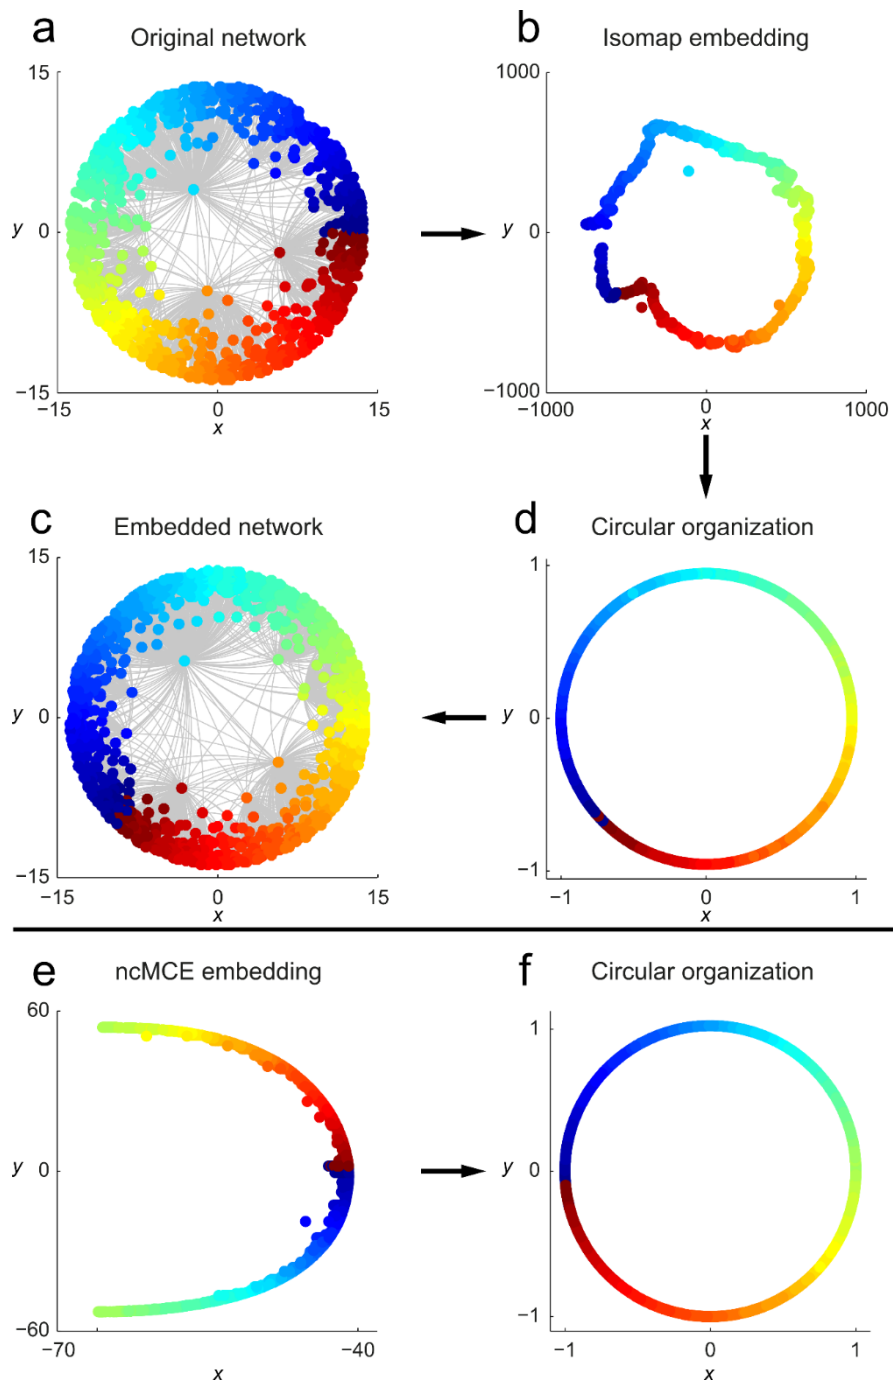 a
Original network
15
y
0
−15
−15
0
15
x
b
Isomap embedding
1000
y
0
−1000
−1000
0
1000
x
c
Embedded network
15
y
0
−15
−15
0
15
x
d
Circular organization
1
y
0
−1
−1
0
1
x
e
ncMCE embedding
60
y
0
−60
−70
−40
x
f
Circular organization
1
y
0
−1
−1
0
1
x